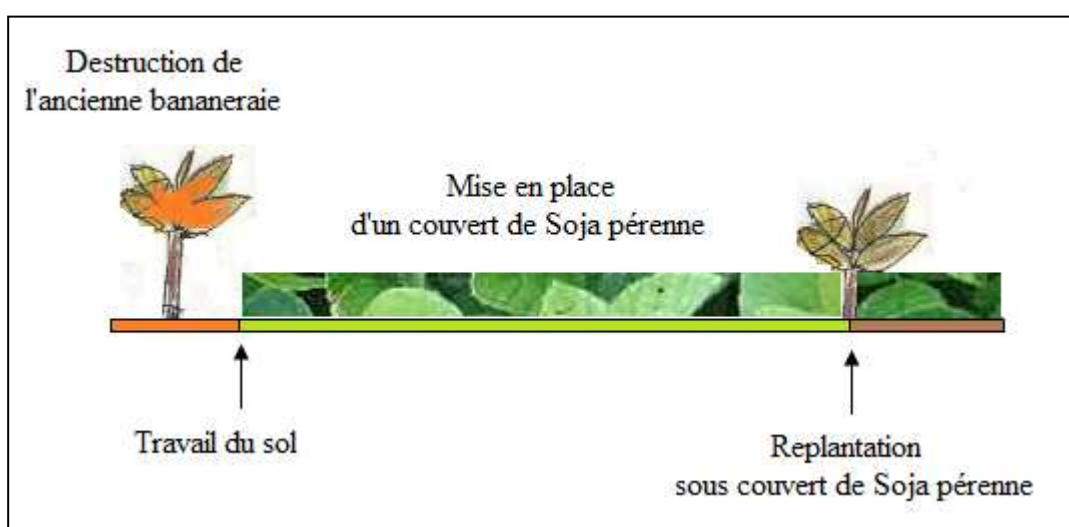 Destruction de
l'ancienne bananeraie
Mise en place
d'un couvert de Soja pérenne
Travail du sol
Replantation
sous couvert de Soja pérenne